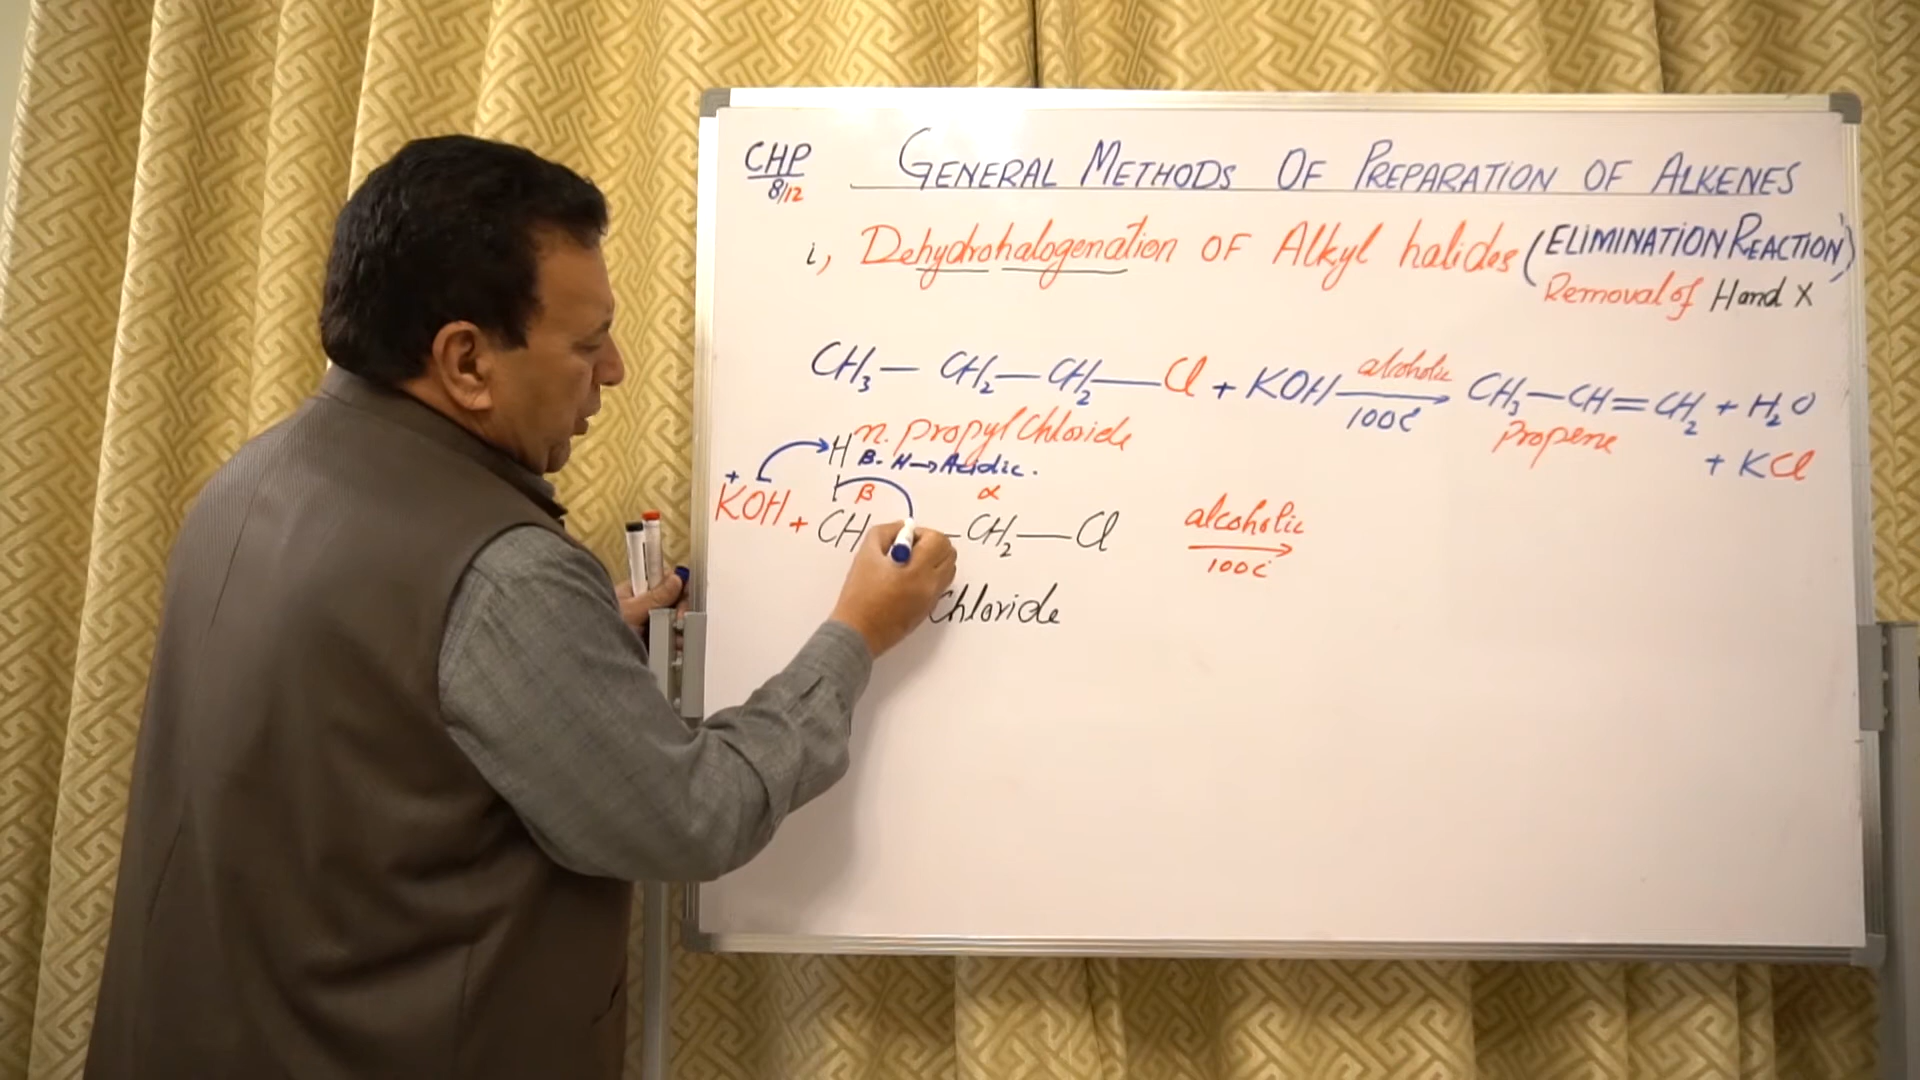 CHP GENERAL METHODS OF PREPARATION OF ALKENES
8/12
i, Dehydrohalogenation OF Alkyl halides (ELIMINATION REACTION)
Removal of H and X
CH₃— CH₂—CH₂—Cl + KOH alcoholic 100C CH₃—CH=CH₂ + H₂O
n. propyl Chloride Propene + KCl
H B-H→Acidic.
+ β α
KOH + CH —CH₂—Cl alcoholic
100C
Chloride